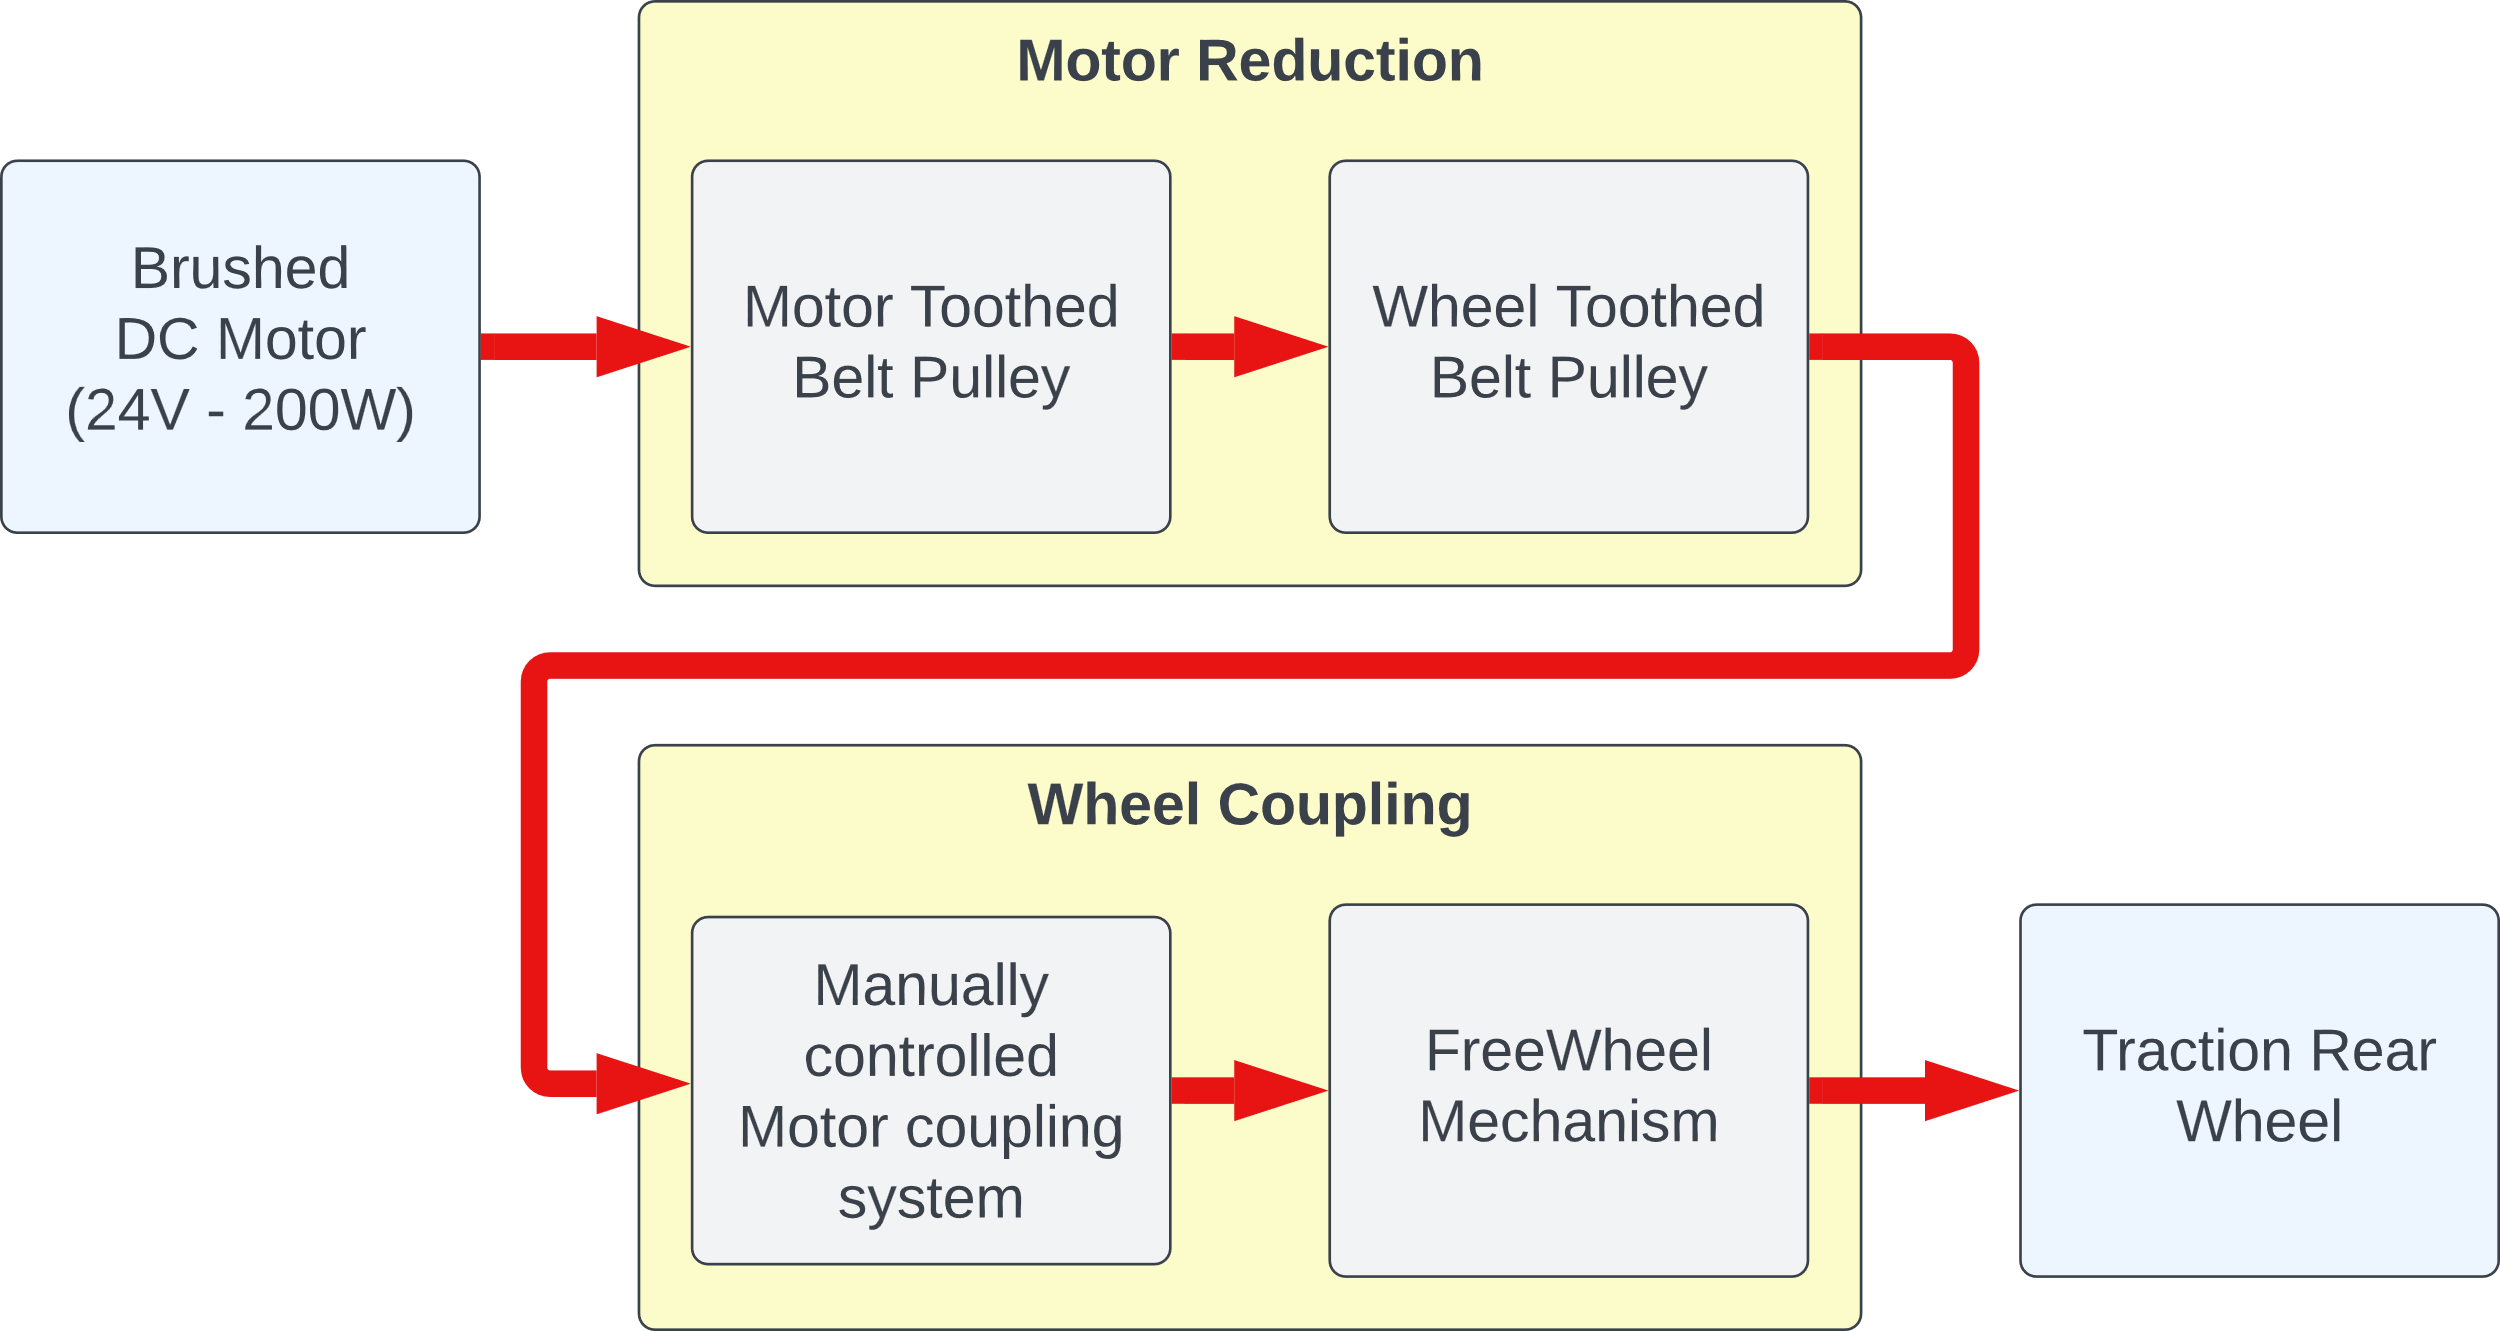 Motor Reduction
Brushed
DC Motor
(24V - 200W)
Motor Toothed
Belt Pulley
Wheel Toothed
Belt Pulley
Wheel Coupling
Manually
controlled
Motor coupling
system
FreeWheel
Mechanism
Traction Rear
Wheel